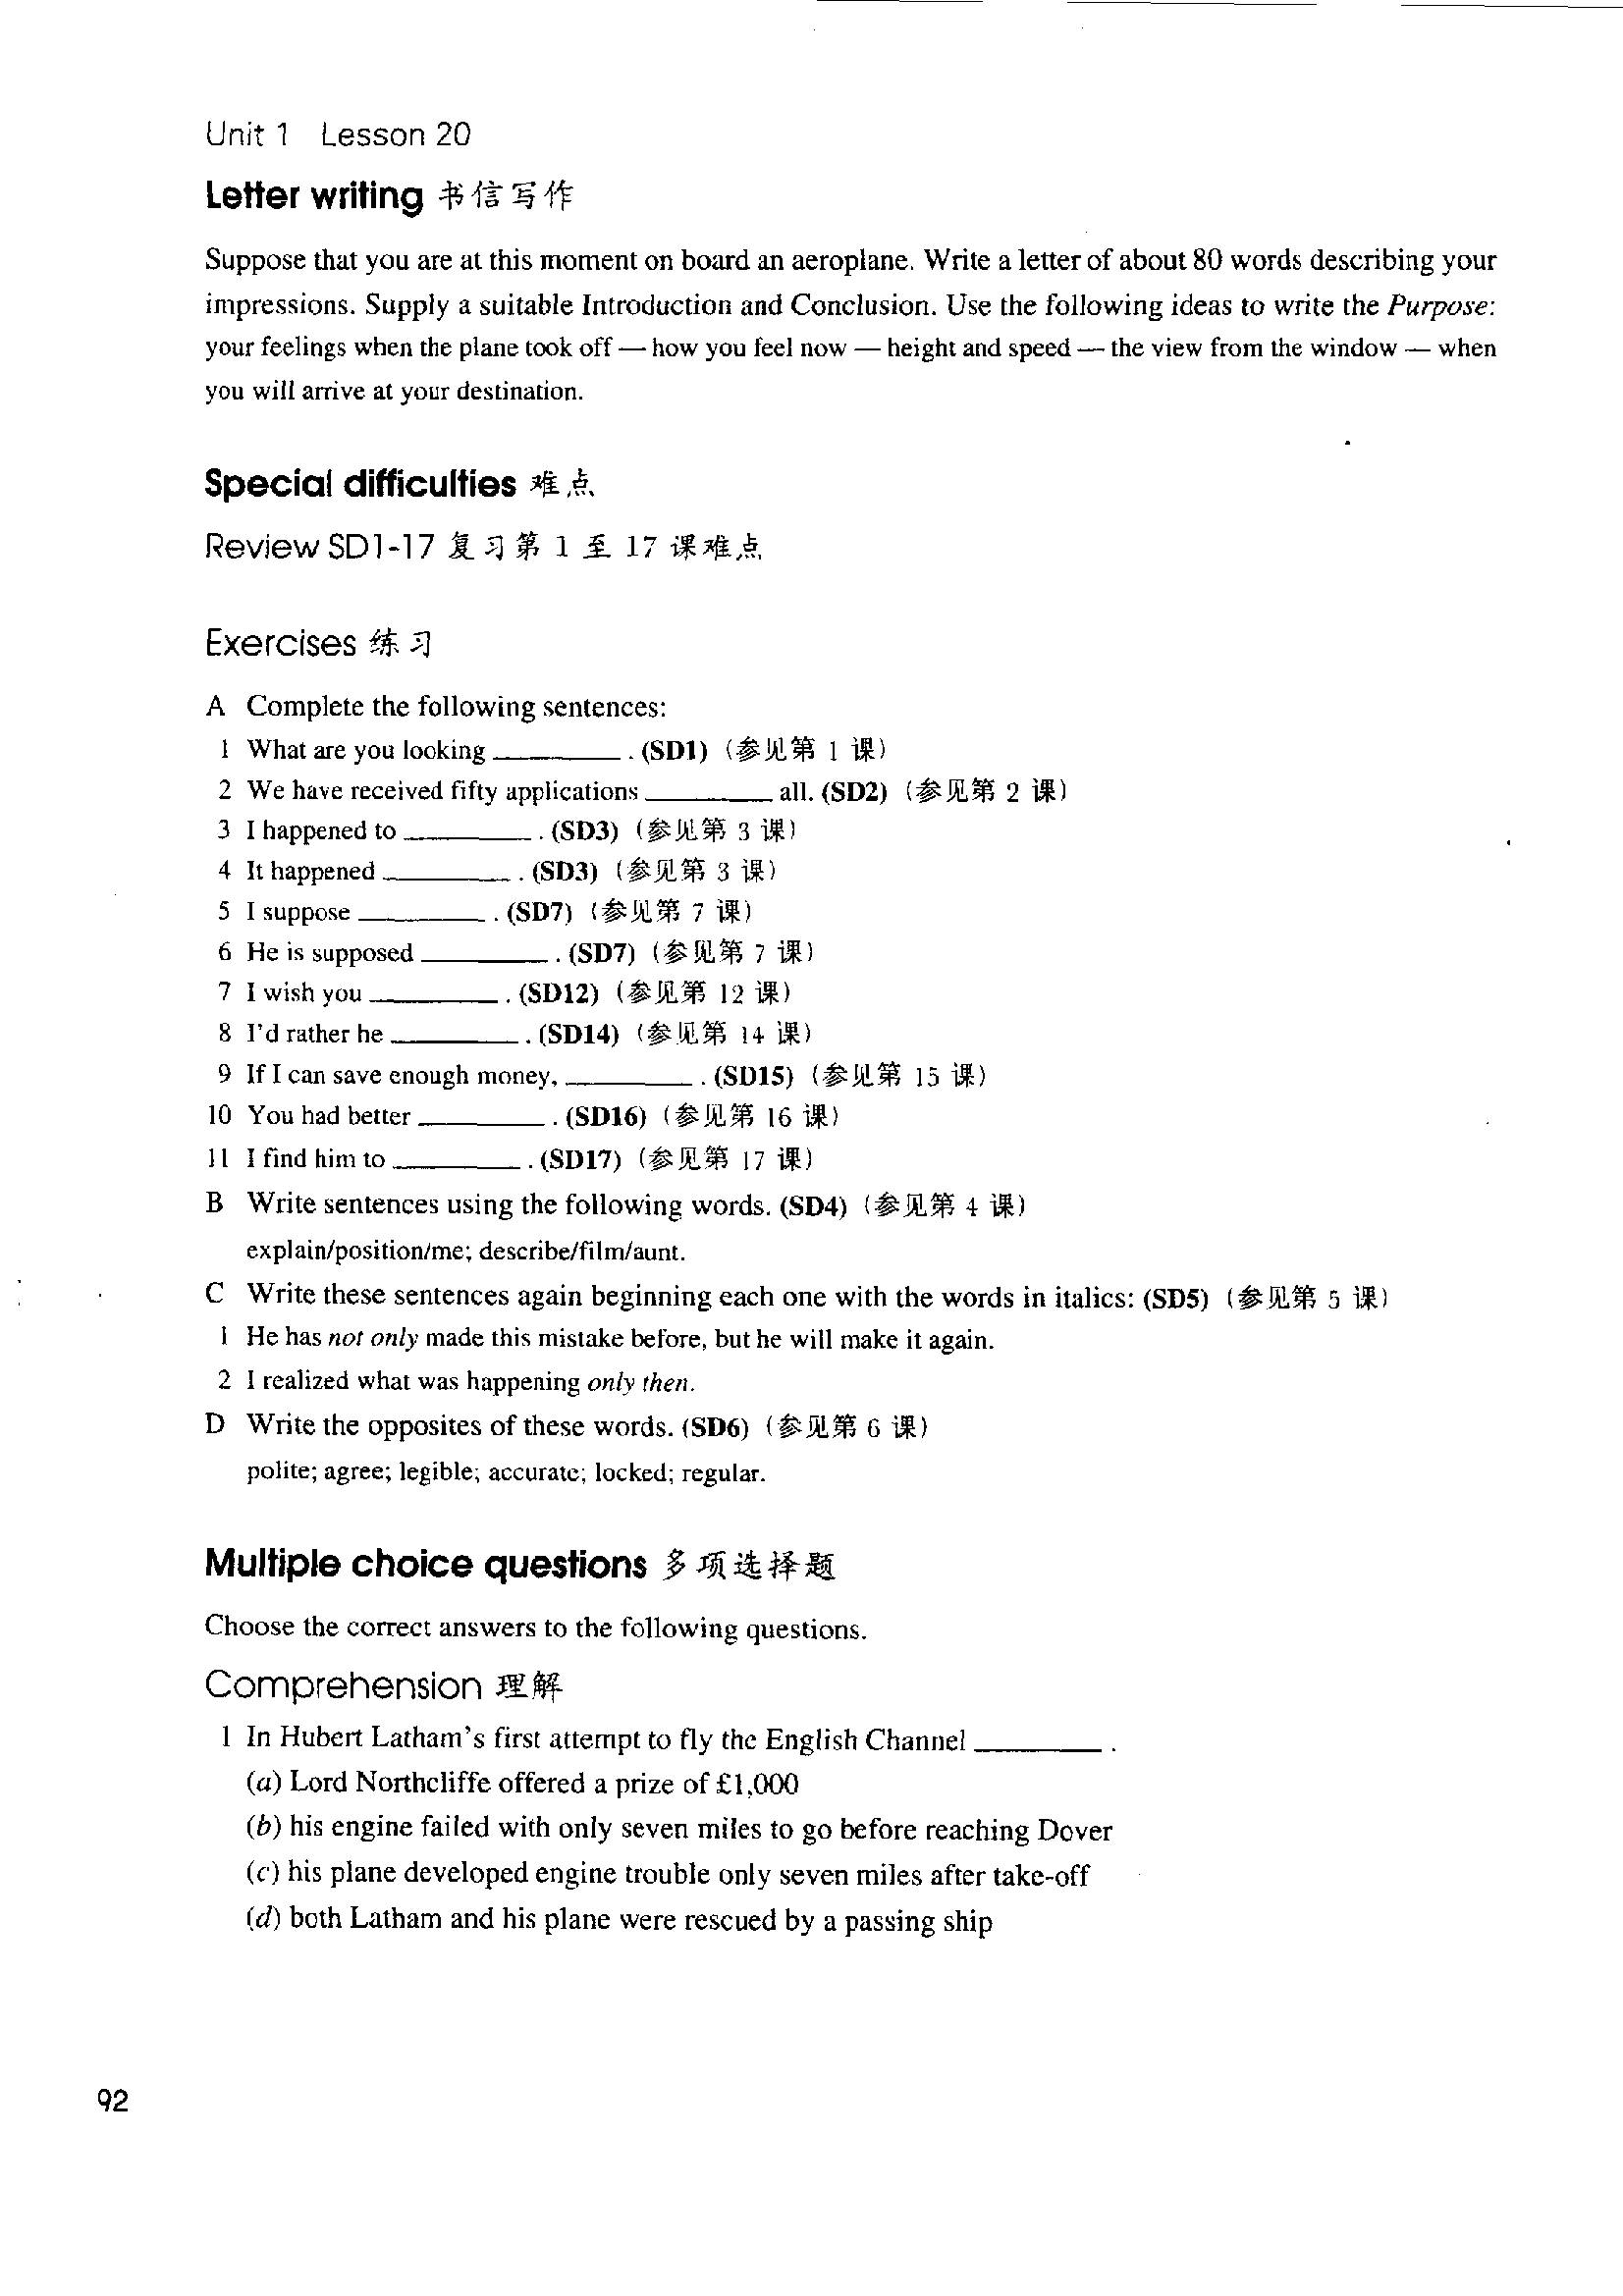 Unit 1 Lesson 20
Letter writing 书信写作
Suppose that you are at this moment on board an aeroplane. Write a letter of about 80 words describing your
impressions. Supply a suitable Introduction and Conclusion. Use the following ideas to write the Purpose:
your feelings when the plane took off — how you feel now — height and speed — the view from the window — when
you will arrive at your destination.
Special difficulties 难点
Review SD1-17 复习第 1 至 17 课难点
Exercises 练习
A Complete the following sentences:
1 What are you looking ________ . (SD1) (参见第 1 课)
2 We have received fifty applications ________ all. (SD2) (参见第 2 课)
3 I happened to ________ . (SD3) (参见第 3 课)
4 It happened ________ . (SD3) (参见第 3 课)
5 I suppose ________ . (SD7) (参见第 7 课)
6 He is supposed ________ . (SD7) (参见第 7 课)
7 I wish you ________ . (SD12) (参见第 12 课)
8 I'd rather he ________ . (SD14) (参见第 14 课)
9 If I can save enough money, ________ . (SD15) (参见第 15 课)
10 You had better ________ . (SD16) (参见第 16 课)
11 I find him to ________ . (SD17) (参见第 17 课)
B Write sentences using the following words. (SD4) (参见第 4 课)
explain/position/me; describe/film/aunt.
C Write these sentences again beginning each one with the words in italics: (SD5) (参见第 5 课)
1 He has not only made this mistake before, but he will make it again.
2 I realized what was happening only then.
D Write the opposites of these words. (SD6) (参见第 6 课)
polite; agree; legible; accurate; locked; regular.
Multiple choice questions 多项选择题
Choose the correct answers to the following questions.
Comprehension 理解
1 In Hubert Latham's first attempt to fly the English Channel ________ .
(a) Lord Northcliffe offered a prize of £1,000
(b) his engine failed with only seven miles to go before reaching Dover
(c) his plane developed engine trouble only seven miles after take-off
(d) both Latham and his plane were rescued by a passing ship
92